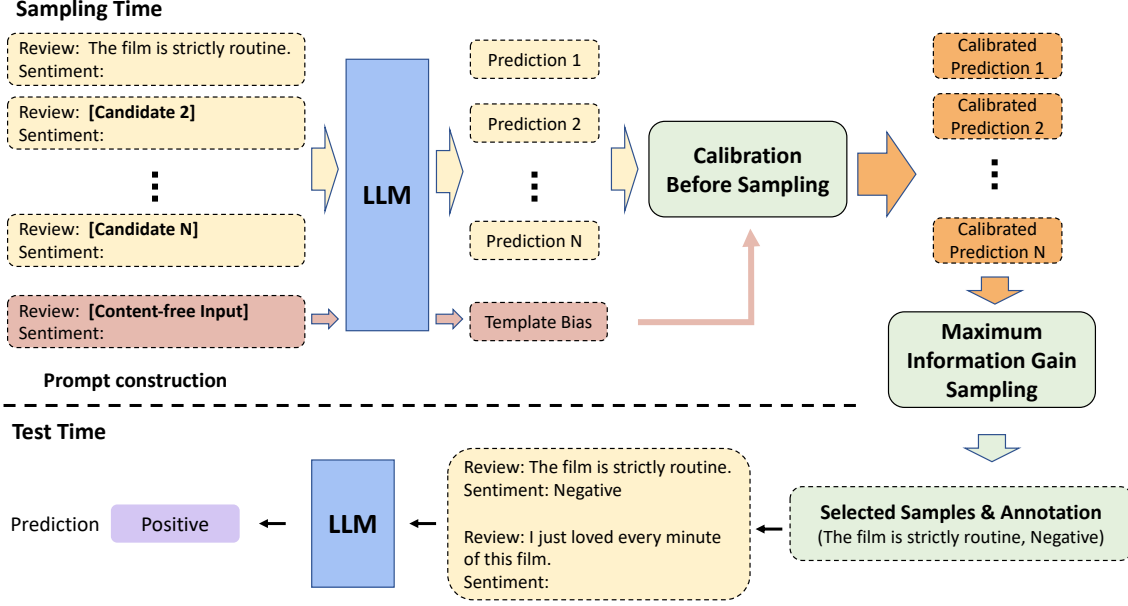 Sampling Time
Review: The film is strictly routine.
Sentiment:
Review: [Candidate 2]
Sentiment:
Review: [Candidate N]
Sentiment:
Review: [Content-free Input]
Sentiment:
Prompt construction
LLM
Prediction 1
Prediction 2
Prediction N
Template Bias
Calibration
Before Sampling
Calibrated
Prediction 1
Calibrated
Prediction 2
Calibrated
Prediction N
Maximum
Information Gain
Sampling
Test Time
Prediction
Positive
LLM
Review: The film is strictly routine.
Sentiment: Negative
Review: I just loved every minute
of this film.
Sentiment:
Selected Samples & Annotation
(The film is strictly routine, Negative)